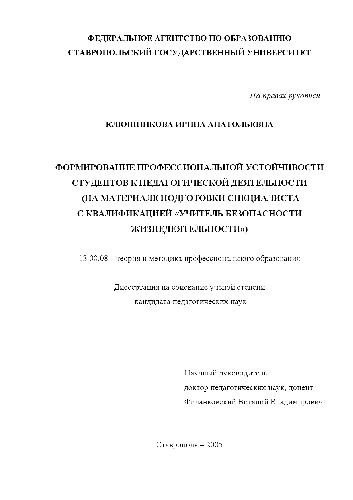 ФЕДЕРАЛЬНОЕ АГЕНТСТВО ПО ОБРАЗОВАНИЮ
СТАВРОПОЛЬСКИЙ ГОСУДАРСТВЕННЫЙ УНИВЕРСИТЕТ
На правах рукописи
ИРИНА АНАТОЛЬЕВНА
ФОРМИРОВАНИЕ ПРОФЕССИОНАЛЬНОЙ УСТОЙЧИВОСТИ
СТУДЕНТОВ К ПЕДАГОГИЧЕСКОЙ ДЕЯТЕЛЬНОСТИ
(НА МАТЕРИАЛЕ ПОДГОТОВКИ СПЕЦИАЛИСТА
С КВАЛИФИКАЦИЕЙ «УЧИТЕЛЬ БЕЗОПАСНОСТИ
ЖИЗНЕДЕЯТЕЛЬНОСТИ»)
13.00.08 – теория и методика профессионального образования
Диссертация на соискание ученой степени
кандидата педагогических наук
Научный руководитель:
доктор педагогических наук, доцент
Виталий Владимирович
Ставрополь – 2005